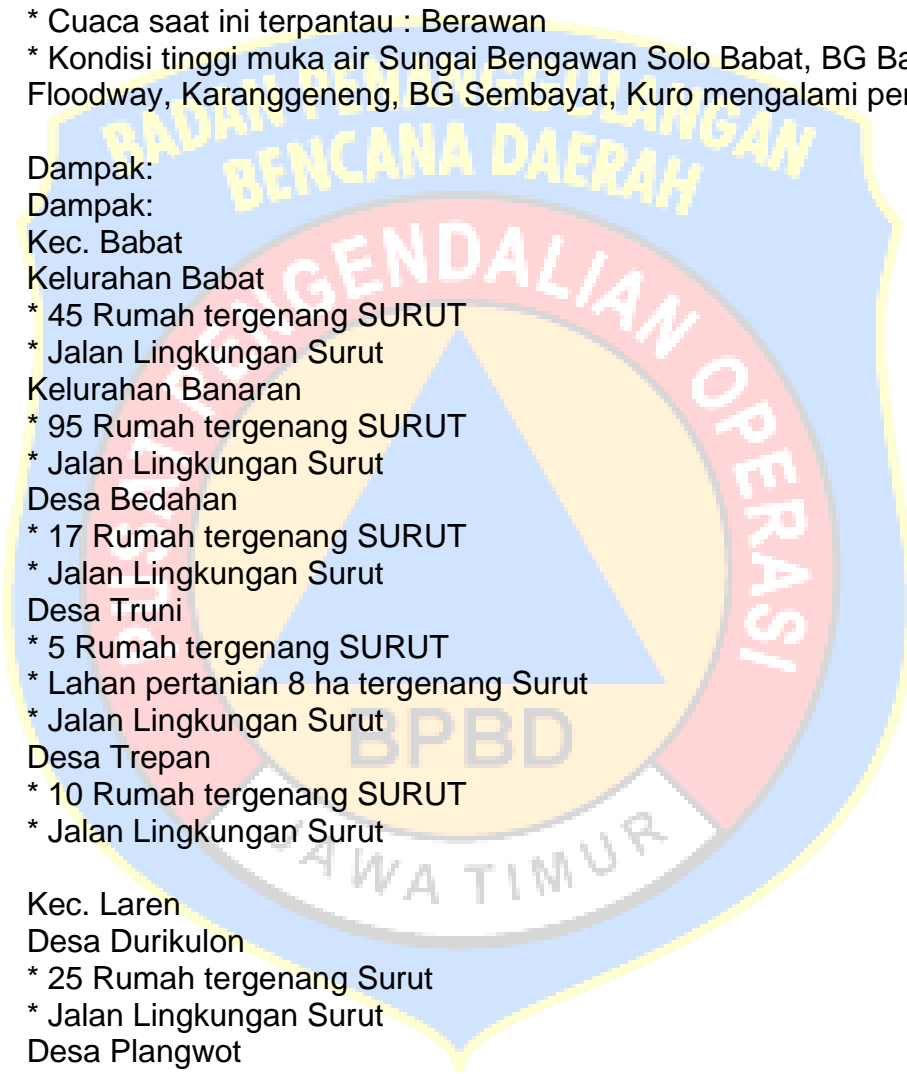 * Cuaca saat ini terpantau : Berawan
* Kondisi tinggi muka air Sungai Bengawan Solo Babat, BG
Floodway, Karanggeneng, BG Sembayat, Kuro mengalami
BADAN PENANGGULANGAN
BENCANA DAERAH
PUSAT PENGENDALIAN OPERASI
BPBD
JAWA TIMUR
Dampak:
Dampak:
Kec. Babat
Kelurahan Babat
* 45 Rumah tergenang SURUT
* Jalan Lingkungan Surut
Kelurahan Banaran
* 95 Rumah tergenang SURUT
* Jalan Lingkungan Surut
Desa Bedahan
* 17 Rumah tergenang SURUT
* Jalan Lingkungan Surut
Desa Truni
* 5 Rumah tergenang SURUT
* Lahan pertanian 8 ha tergenang Surut
* Jalan Lingkungan Surut
Desa Trepan
* 10 Rumah tergenang SURUT
* Jalan Lingkungan Surut
Kec. Laren
Desa Durikulon
* 25 Rumah tergenang Surut
* Jalan Lingkungan Surut
Desa Plangwot